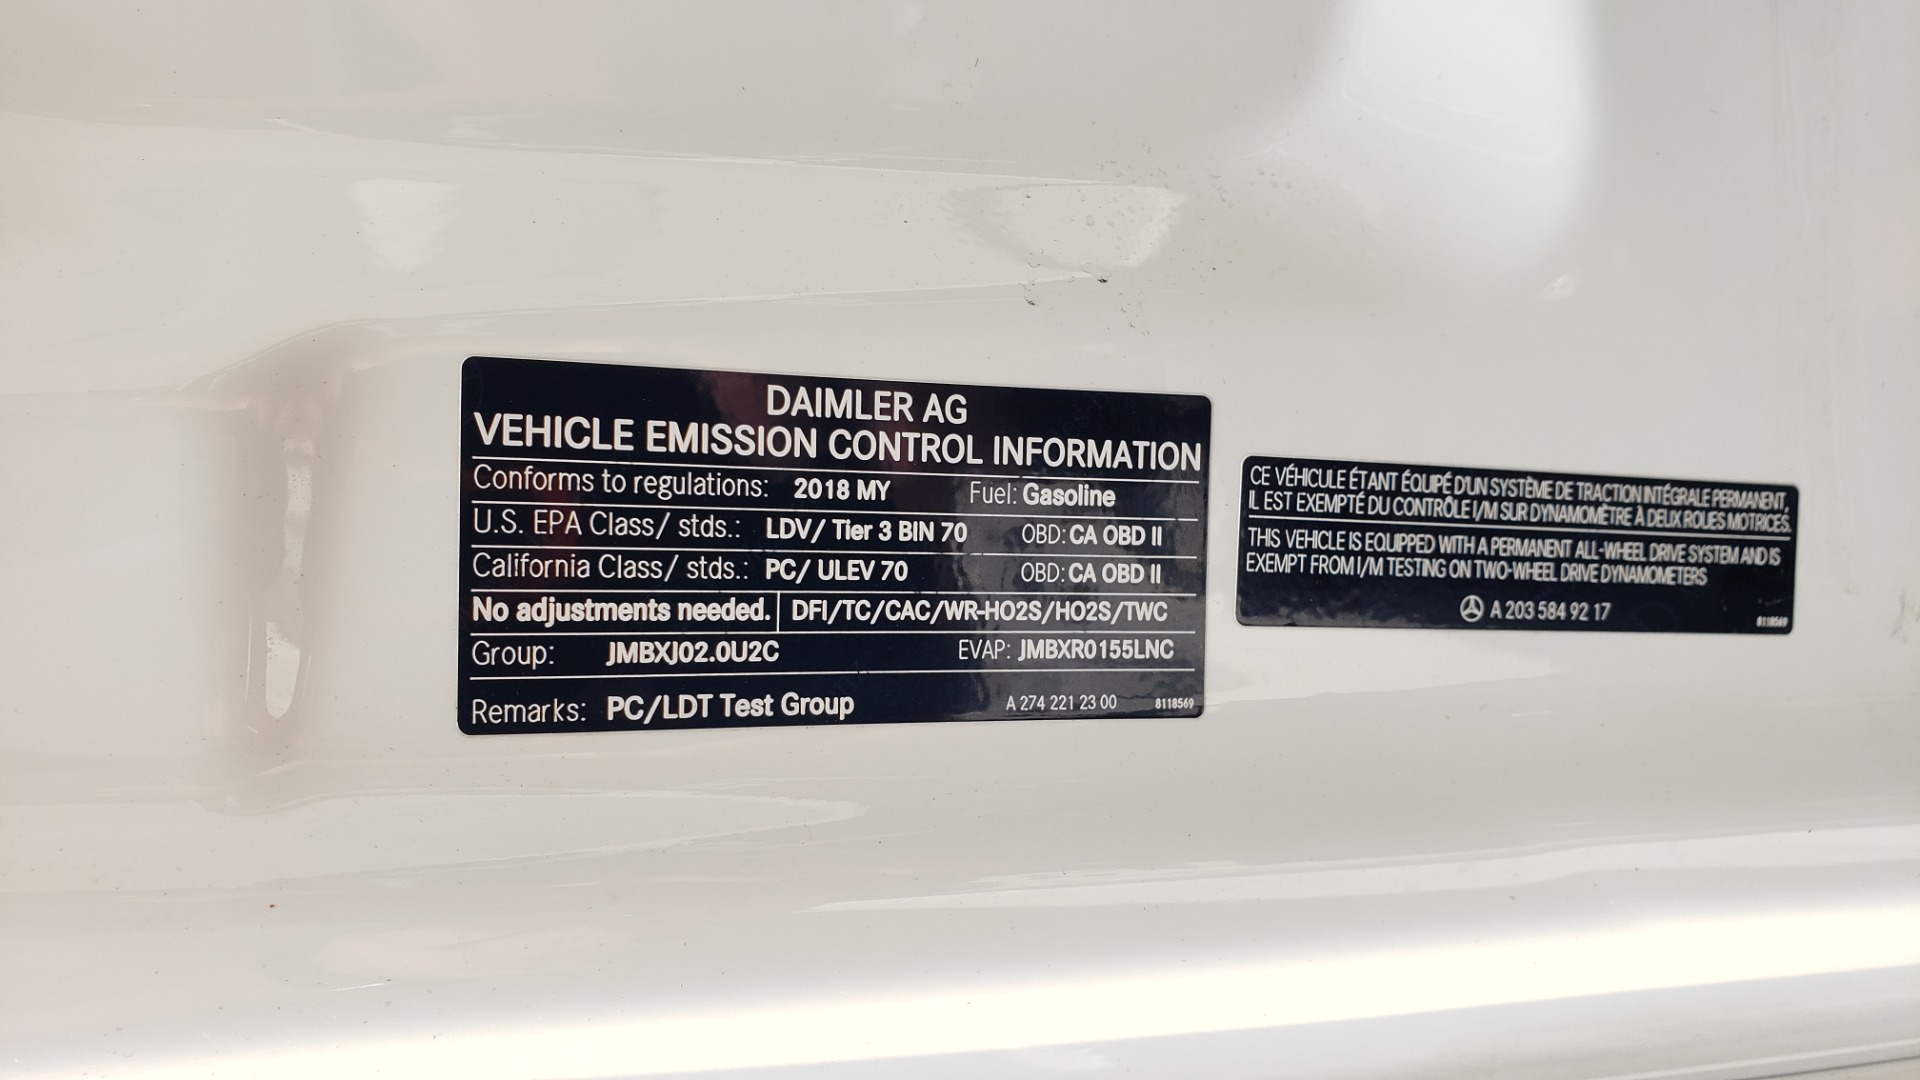 DAIMLER AG
VEHICLE EMISSION CONTROL INFORMATION
Conforms to regulations: 2018 MY Fuel: Gasoline
U.S. EPA Class/ stds.: LDV/ Tier 3 BIN 70 OBD: CA OBD II
California Class/ stds.: PC/ ULEV 70 OBD: CA OBD II
No adjustments needed. DFI/TC/CAC/WR-HO2S/HO2S/TWC
Group: JMBXJ02.0U2C EVAP: JMBXR0155LNC
Remarks: PC/LDT Test Group A 274 221 23 00 8118569
CE VÉHICULE ÉTANT ÉQUIPÉ D'UN SYSTÈME DE TRACTION INTÉGRALE PERMANENT,
IL EST EXEMPTÉ DU CONTRÔLE I/M SUR DYNAMOMÈTRE À DEUX ROUES MOTRICES.
THIS VEHICLE IS EQUIPPED WITH A PERMANENT ALL-WHEEL DRIVE SYSTEM AND IS
EXEMPT FROM I/M TESTING ON TWO-WHEEL DRIVE DYNAMOMETERS
A 203 584 92 17
8118569